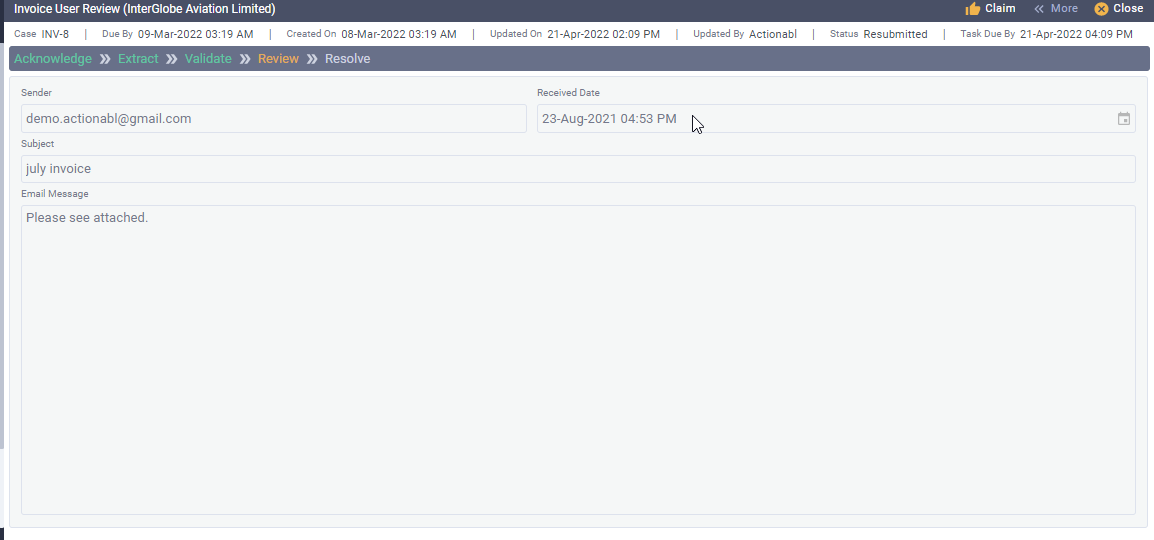 Invoice User Review (InterGlobe Aviation Limited) Claim More Close
Case INV-8 | Due By 09-Mar-2022 03:19 AM | Created On 08-Mar-2022 03:19 AM | Updated On 21-Apr-2022 02:09 PM | Updated By Actionabl | Status Resubmitted | Task Due By 21-Apr-2022 04:09 PM
Acknowledge » Extract » Validate » Review » Resolve
Sender Received Date
demo.actionabl@gmail.com 23-Aug-2021 04:53 PM
Subject
july invoice
Email Message
Please see attached.